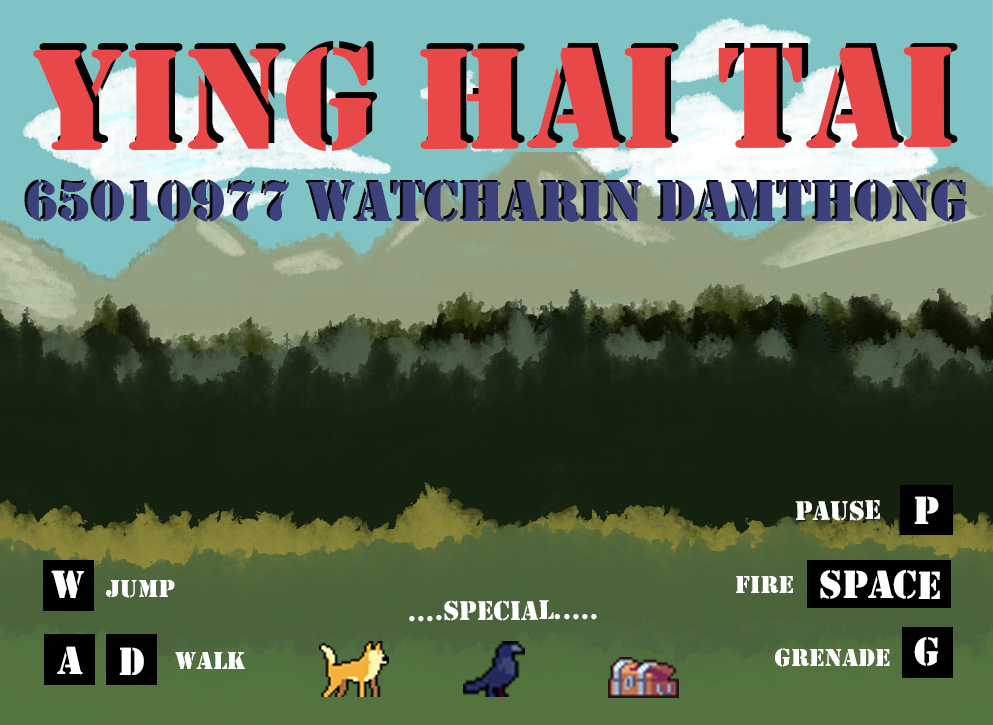 YING HAI TAI
65010977 WATCHARIN DAMTHONG
PAUSE P
W JUMP
FIRE SPACE
....SPECIAL.....
A D WALK
GRENADE G